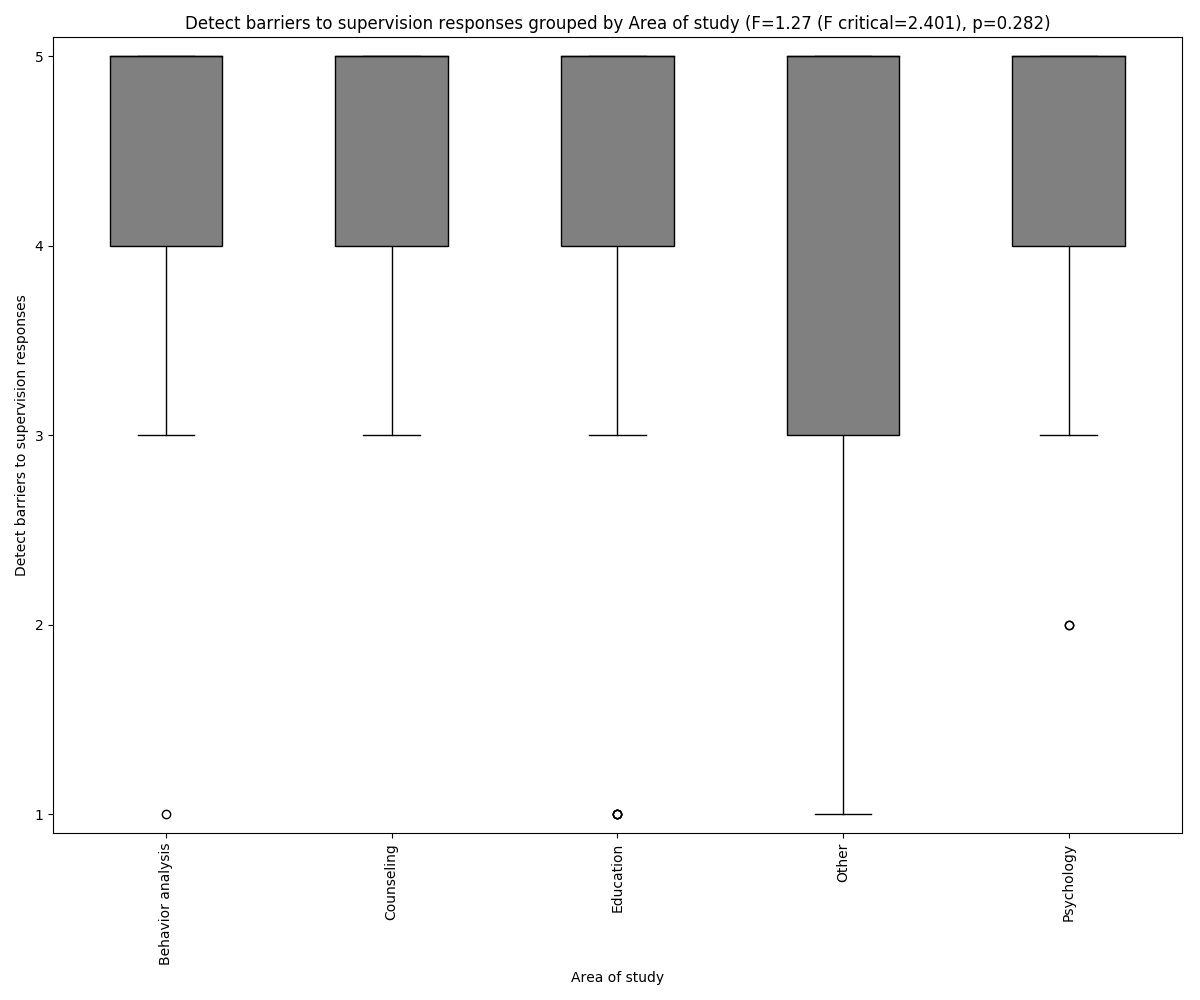 Detect barriers to supervision responses grouped by Area of study (F=1.27 (F critical=2.401), p=0.282)
Detect barriers to supervision responses
5
4
3
2
1
Behavior analysis
Counseling
Education
Other
Psychology
Area of study